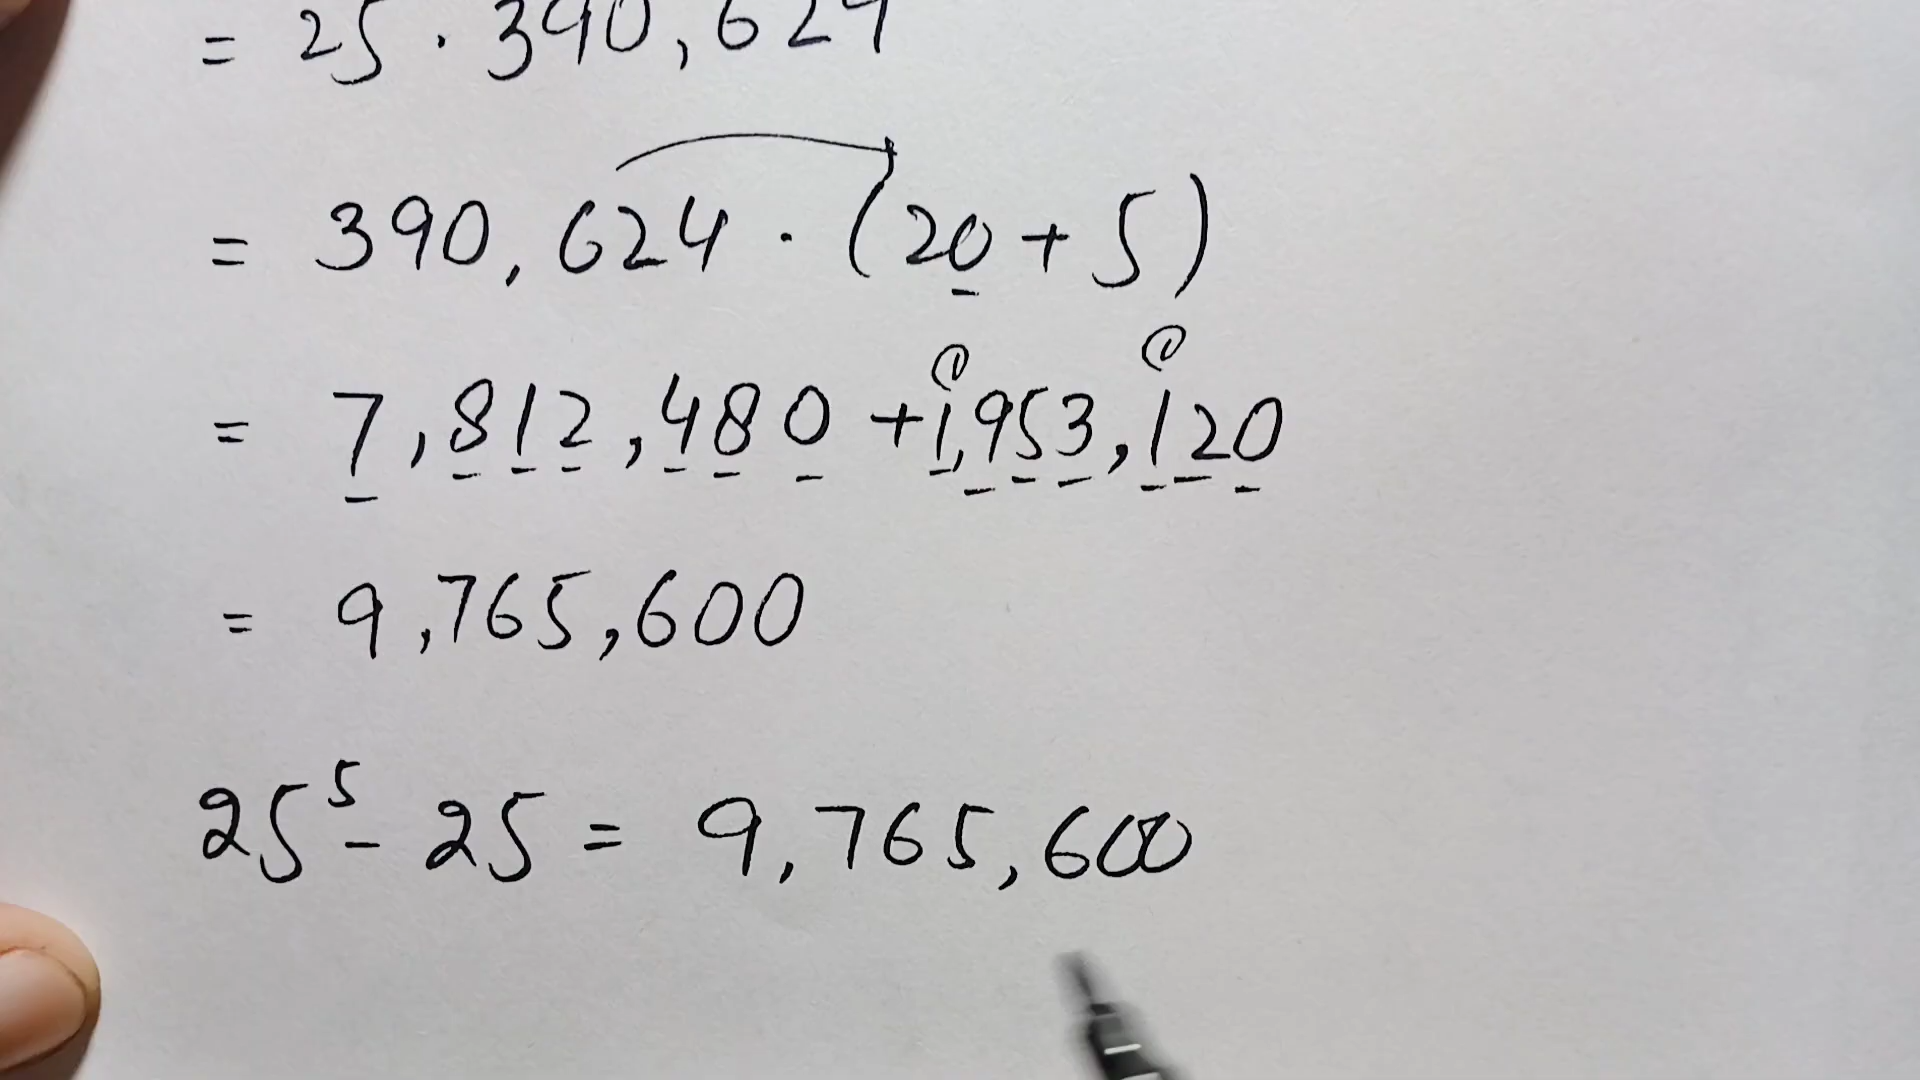 = 25 · 390,624
= 390,624 · (20 + 5)
= 7,812,480 + 1,953,120
= 9,765,600
25⁵ - 25 = 9,765,600